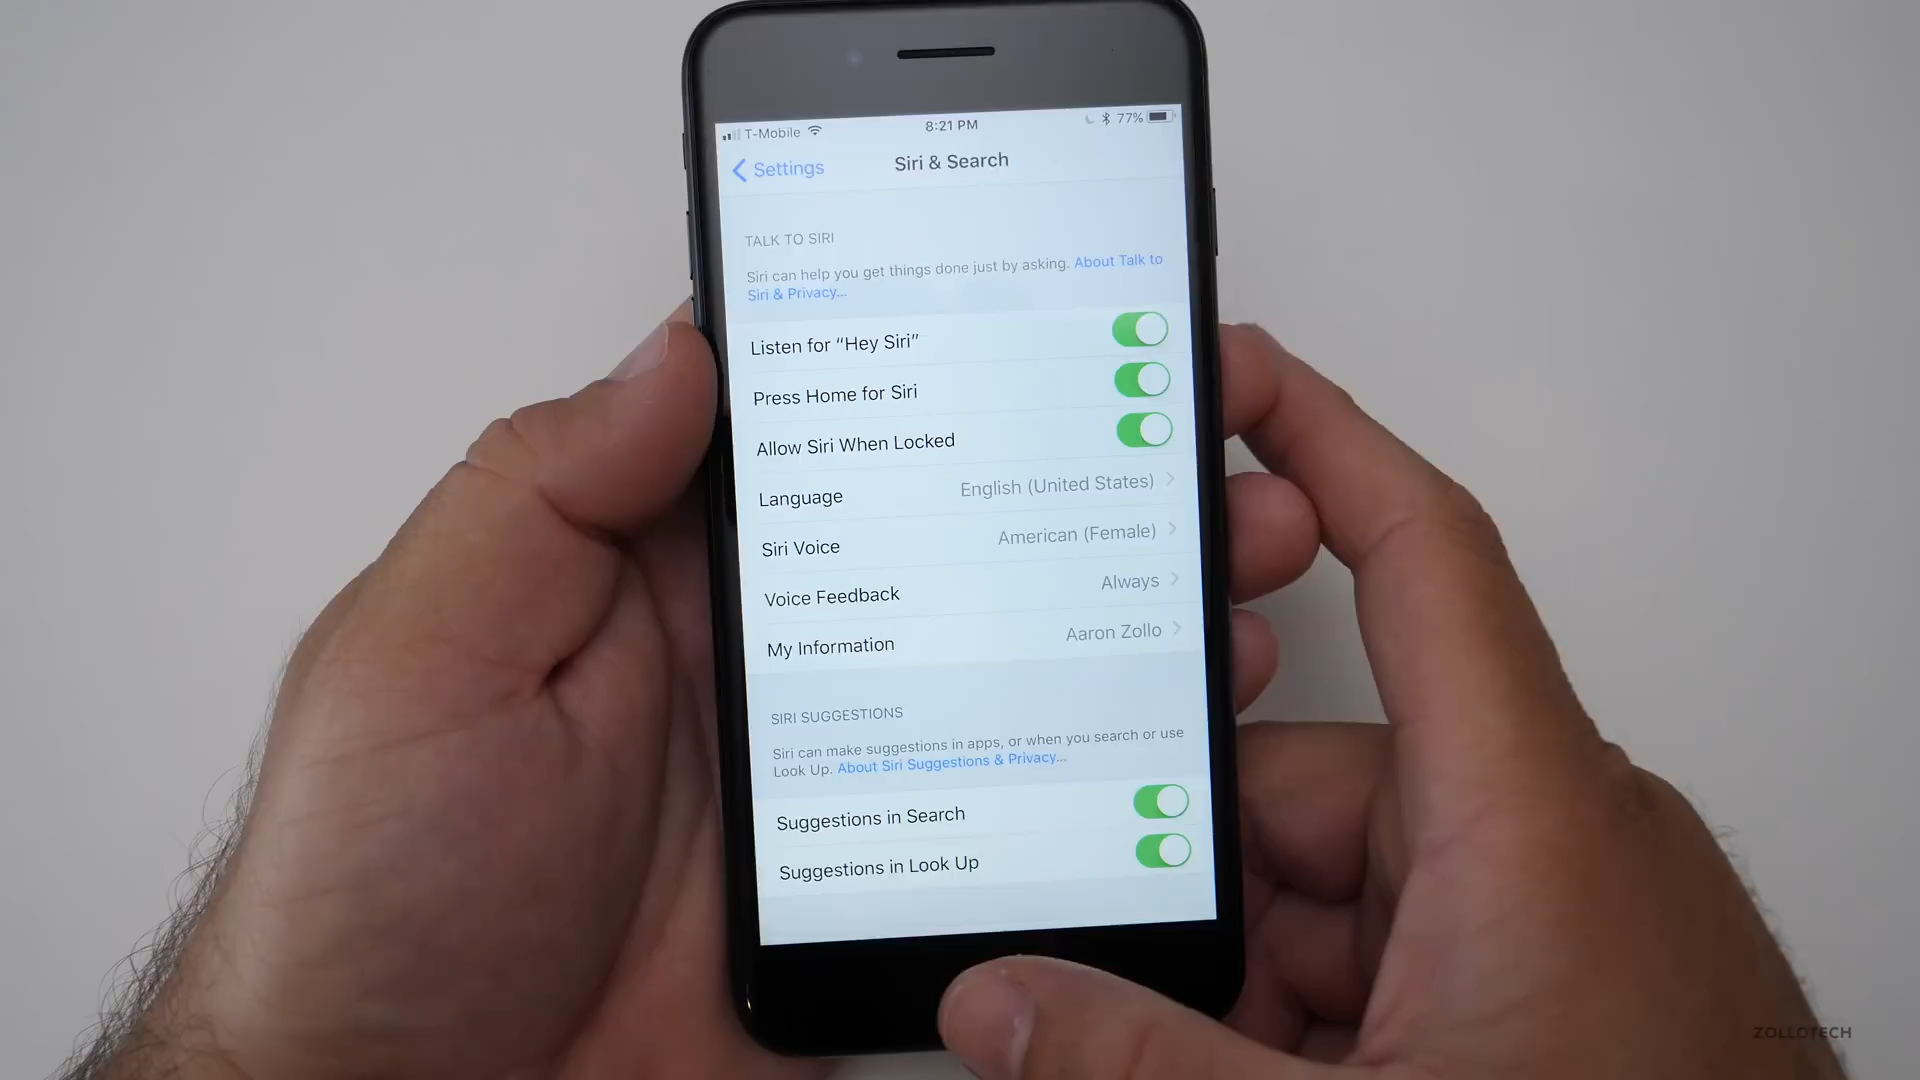 T-Mobile 8:21 PM 77%
Settings Siri & Search
TALK TO SIRI
Siri can help you get things done just by asking. About Talk to
Siri & Privacy...
Listen for “Hey Siri”
Press Home for Siri
Allow Siri When Locked
Language English (United States)
Siri Voice American (Female)
Voice Feedback Always
My Information Aaron Zollo
SIRI SUGGESTIONS
Siri can make suggestions in apps, or when you search or use
Look Up. About Siri Suggestions & Privacy...
Suggestions in Search
Suggestions in Look Up
ZOLLOTECH